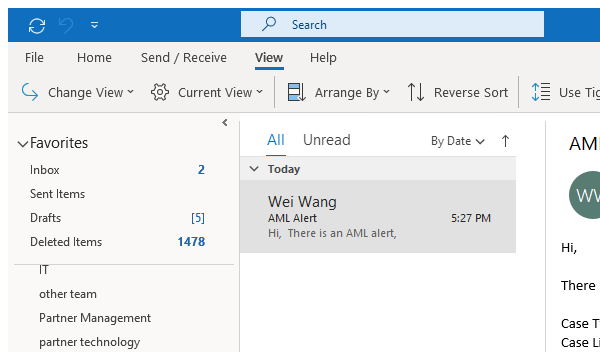 Search
File Home Send / Receive View Help
Change View Current View Arrange By Reverse Sort Use Tig
Favorites
Inbox 2
Sent Items
Drafts [5]
Deleted Items 1478
IT
other team
Partner Management
partner technology
All Unread By Date
Today
Wei Wang
AML Alert 5:27 PM
Hi, There is an AML alert,
AML
WW
Hi,
There
Case T
Case Li